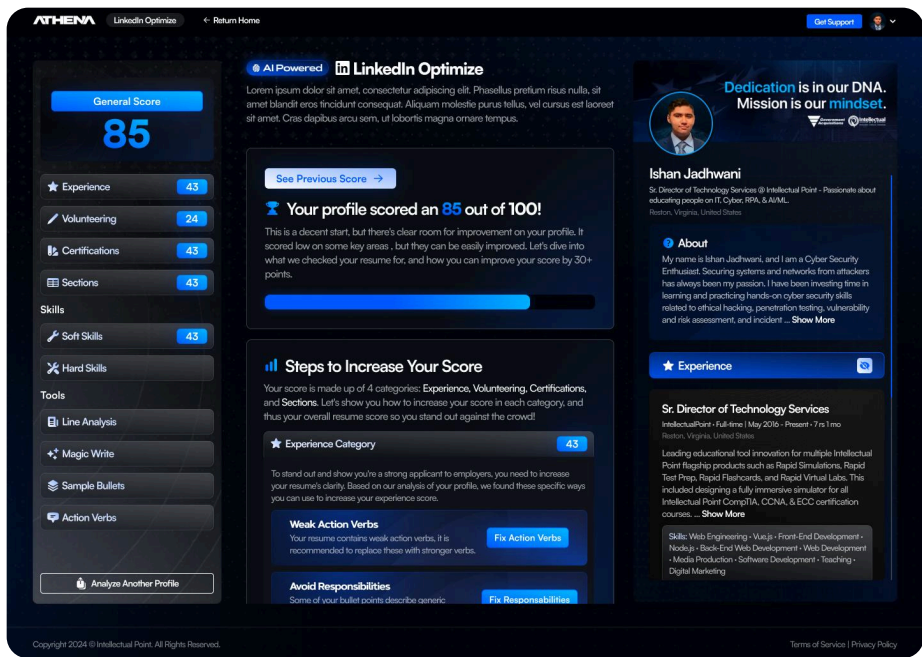 ATHENA
LinkedIn Optimize
← Return Home
Get Support
General Score
85
Experience
43
Volunteering
24
Certifications
43
Sections
43
Skills
Soft Skills
43
Hard Skills
Tools
Line Analysis
Magic Write
Sample Bullets
Action Verbs
Analyze Another Profile
AI Powered
LinkedIn Optimize
Lorem ipsum dolor sit amet, consectetur adipiscing elit. Phasellus pretium risus nulla, sit
amet blandit eros tincidunt consequat. Aliquam molestie purus tellus, vel cursus est laoreet
sit amet. Cras dapibus arcu sem, ut lobortis magna ornare tempus.
See Previous Score →
Your profile scored an 85 out of 100!
This is a decent start, but there's clear room for improvement on your profile. It
scored low on some key areas , but they can be easily improved. Let's dive into
what we checked your resume for, and how you can improve your score by 30+
points.
Steps to Increase Your Score
Your score is made up of 4 categories: Experience, Volunteering, Certifications,
and Sections. Let's show you how to increase your score in each category, and
thus your overall resume score so you stand out against the crowd!
Experience Category
43
To stand out and show you're a strong applicant to employers, you need to increase
your resume's clarity. Based on our analysis of your profile, we found these specific ways
you can use to increase your experience score.
Weak Action Verbs
Your resume contains weak action verbs, it is
recommended to replace these with stronger verbs.
Fix Action Verbs
Avoid Responsibilities
Some of your bullet points describe generic
Fix Responsabilities
Dedication is in our DNA.
Mission is our mindset.
Government
Acquisitions
Intellectual
Ishan Jadhwani
Sr. Director of Technology Services @ Intellectual Point - Passionate about
educating people on IT, Cyber, RPA, & AI/ML.
Reston, Virginia, United States
About
My name is Ishan Jadhwani, and I am a Cyber Security
Enthusiast. Securing systems and networks from attackers
has always been my passion. I have been investing time in
learning and practicing hands-on cyber security skills
related to ethical hacking, penetration testing, vulnerability
and risk assessment, and incident ... Show More
Experience
Sr. Director of Technology Services
IntellectualPoint · Full-time | May 2016 - Present · 7 rs 1 mo
Reston, Virginia, United States
Leading educational tool innovation for multiple Intellectual
Point flagship products such as Rapid Simulations, Rapid
Test Prep, Rapid Flashcards, and Rapid Virtual Labs. This
included designing a fully immersive simulator for all
Intellectual Point CompTIA, CCNA, & ECC certification
courses. ... Show More
Skills: Web Engineering · Vue.js · Front-End Development ·
Node.js · Back-End Web Development · Web Development
· Media Production · Software Development · Teaching ·
Digital Marketing
Copyright 2024 © Intellectual Point. All Rights Reserved.
Terms of Service | Privacy Policy